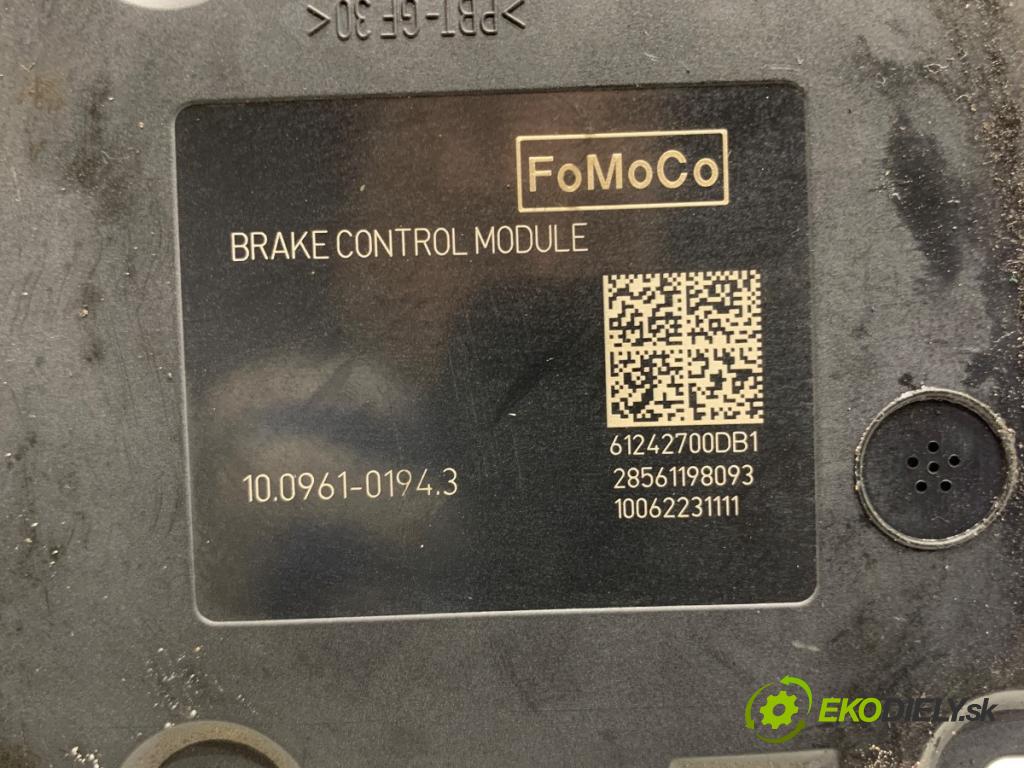 >PBT-GF30<
FoMoCo
BRAKE CONTROL MODULE
61242700DB1
28561198093
10062231111
10.0961-0194.3
EKODIELY.sk